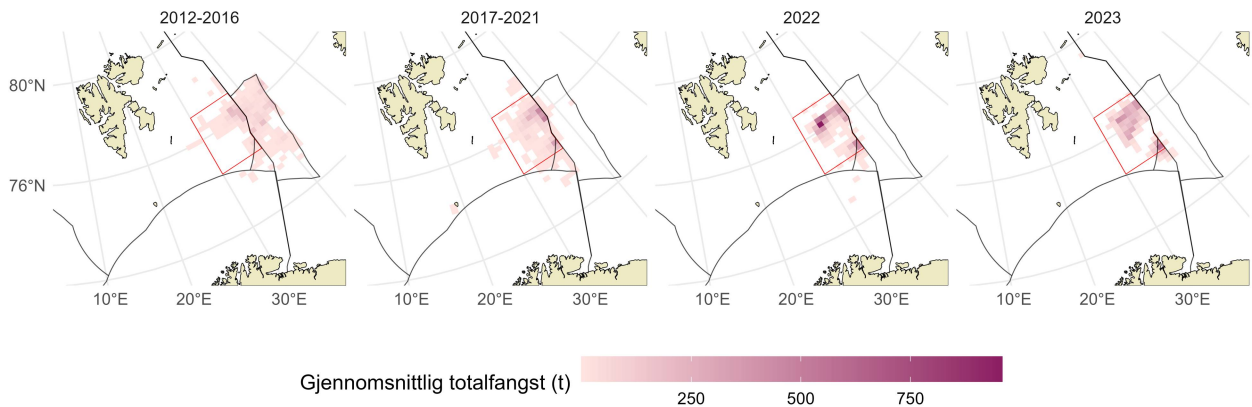 2012-2016 2017-2021 2022 2023
80°N
76°N
10°E 20°E 30°E 10°E 20°E 30°E 10°E 20°E 30°E 10°E 20°E 30°E
Gjennomsnittlig totalfangst (t)
250 500 750